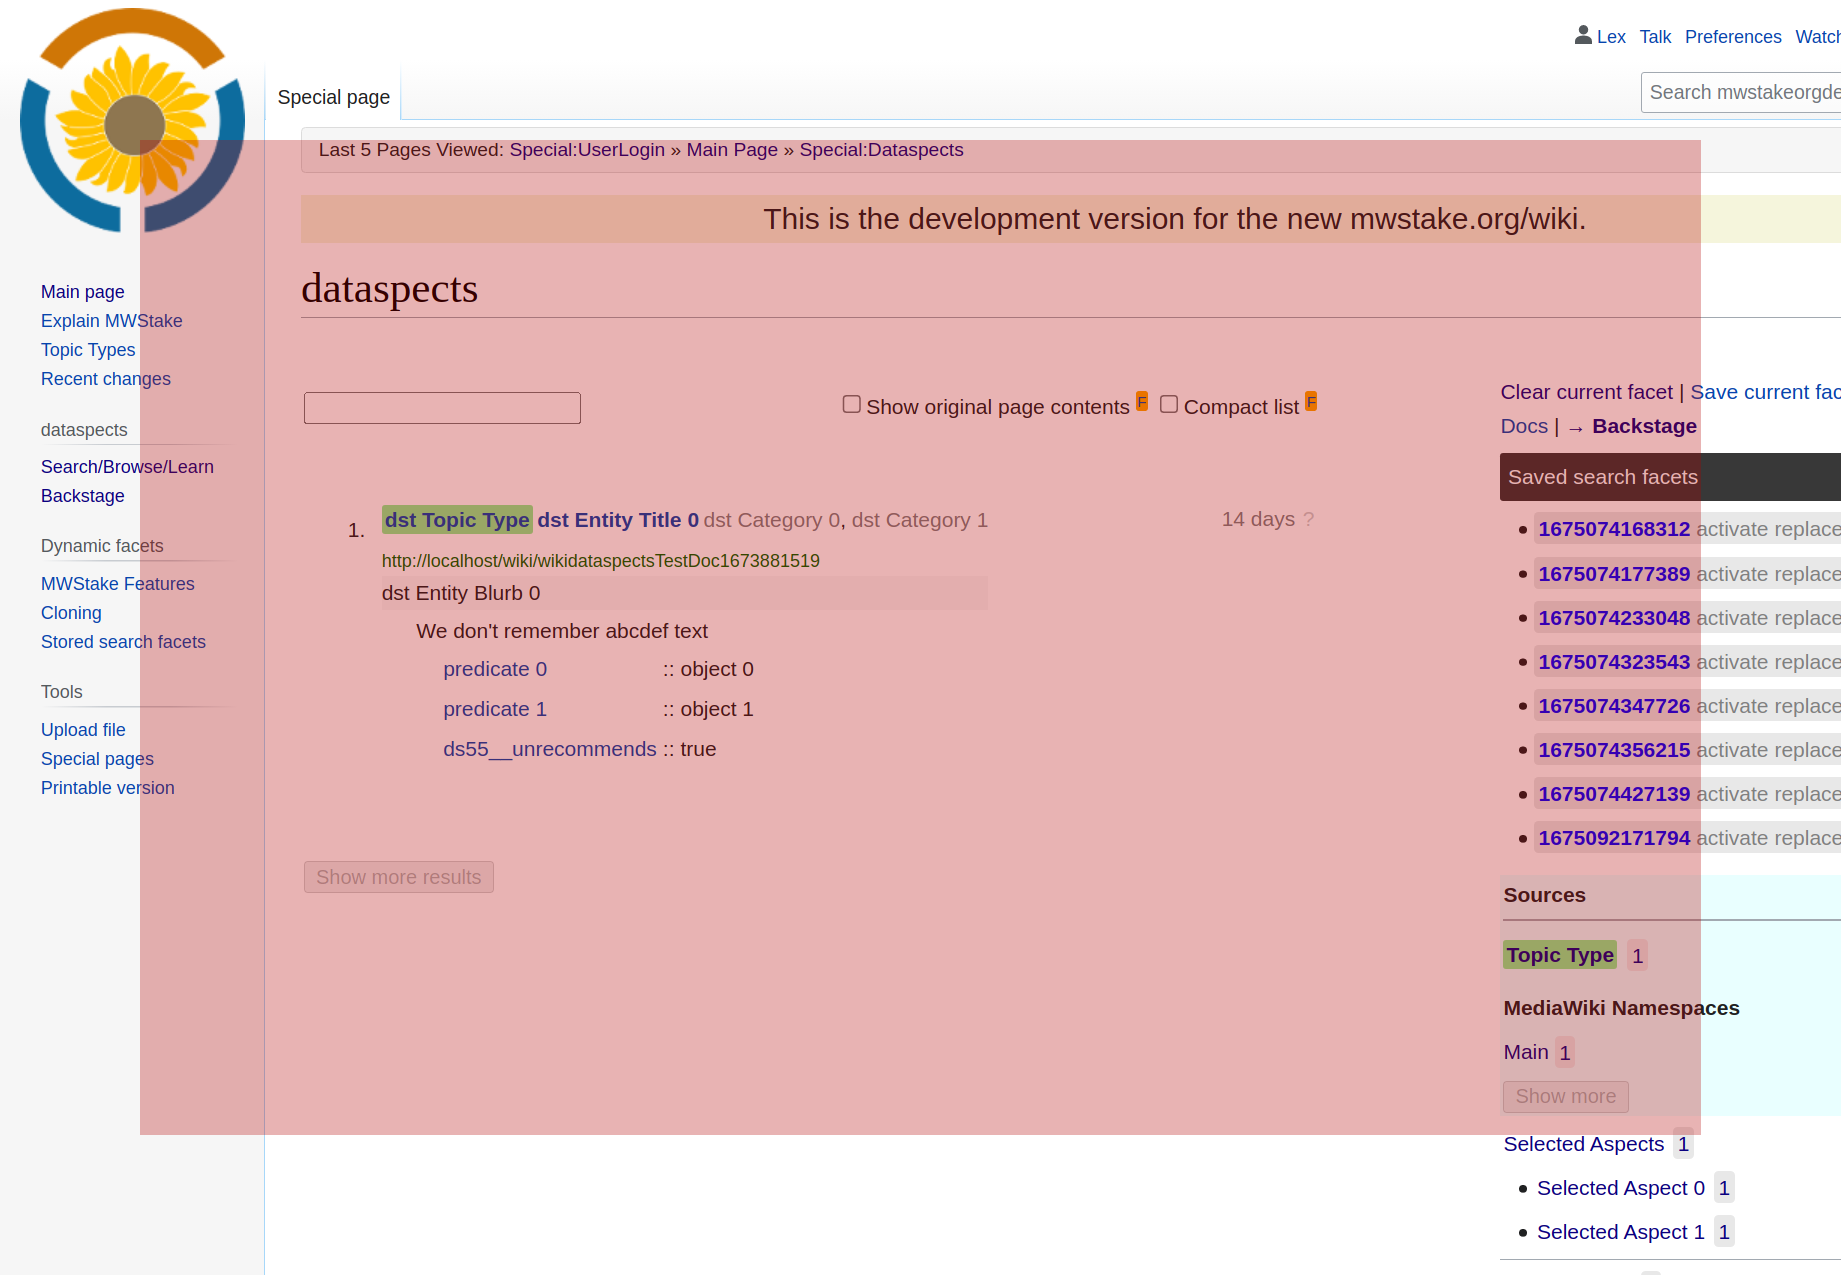 Lex Talk Preferences Watch
Special page
Search mwstakeorgde
Last 5 Pages Viewed: Special:UserLogin » Main Page » Special:Dataspects
This is the development version for the new mwstake.org/wiki.
dataspects
Main page
Explain MWStake
Topic Types
Recent changes
dataspects
Search/Browse/Learn
Backstage
Dynamic facets
MWStake Features
Cloning
Stored search facets
Tools
Upload file
Special pages
Printable version
Show original page contents F Compact list F
1. dst Topic Type dst Entity Title 0 dst Category 0, dst Category 1 14 days ?
http://localhost/wiki/wikidataspectsTestDoc1673881519
dst Entity Blurb 0
We don't remember abcdef text
predicate 0 :: object 0
predicate 1 :: object 1
ds55__unrecommends :: true
Show more results
Clear current facet | Save current fac
Docs | → Backstage
Saved search facets
1675074168312 activate replace
1675074177389 activate replace
1675074233048 activate replace
1675074323543 activate replace
1675074347726 activate replace
1675074356215 activate replace
1675074427139 activate replace
1675092171794 activate replace
Sources
Topic Type 1
MediaWiki Namespaces
Main 1
Show more
Selected Aspects 1
Selected Aspect 0 1
Selected Aspect 1 1